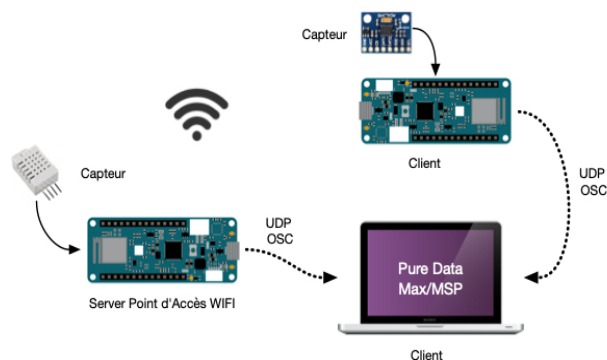 Capteur
Client
Capteur
UDP
OSC
UDP
OSC
Server Point d'Accès WIFI
Pure Data
Max/MSP
Client